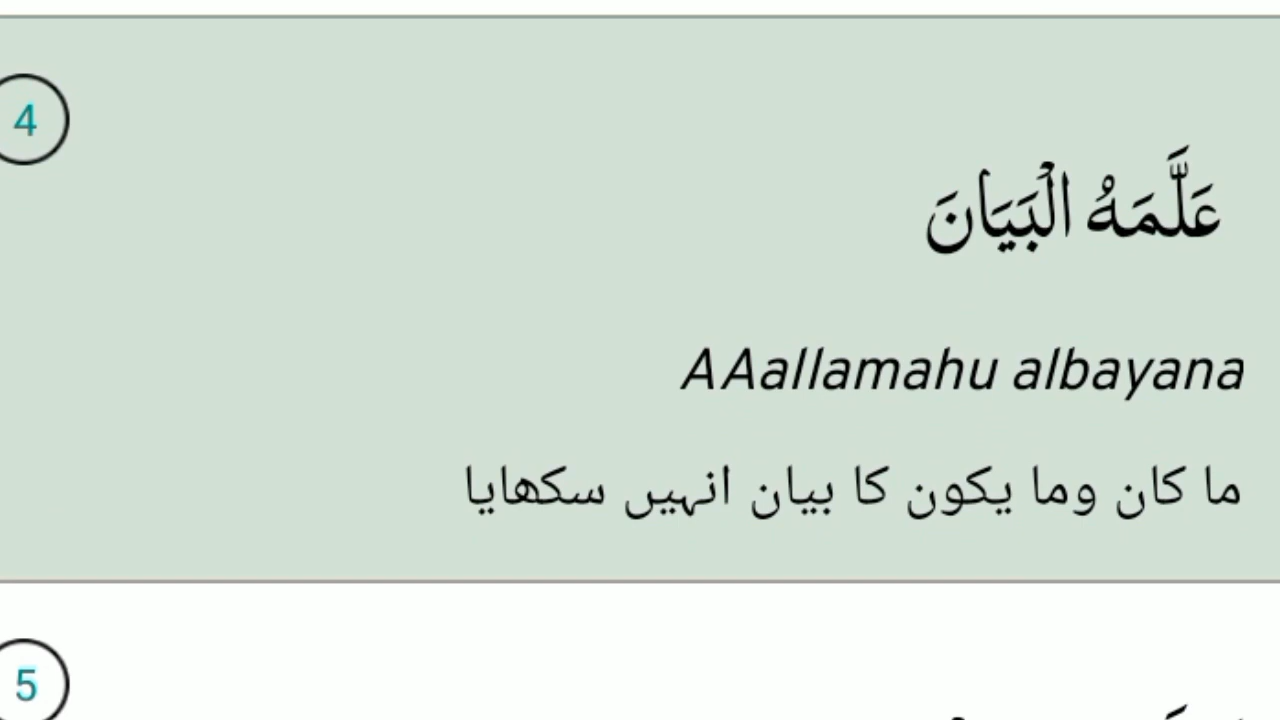 4
عَلَّمَهُ الْبَيَانَ
AAallamahu albayana
ما کان وما یکون کا بیان انہیں سکھایا
5